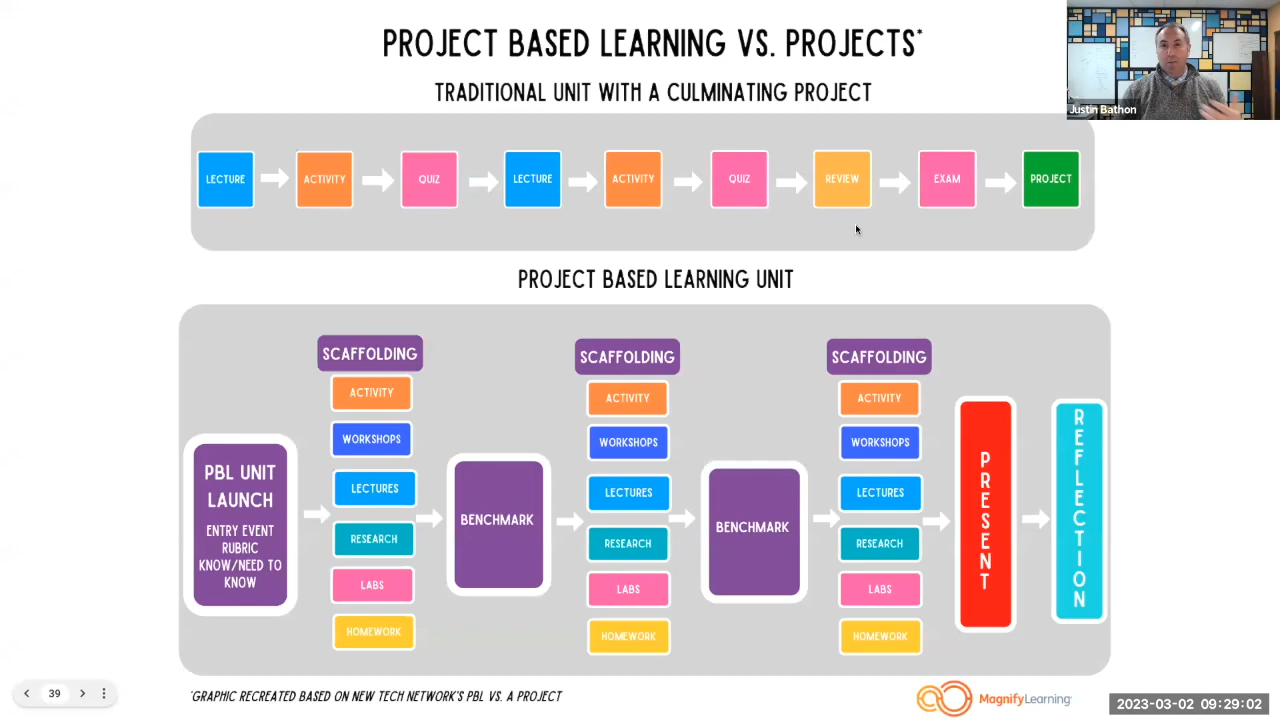 PROJECT BASED LEARNING VS. PROJECTS*
TRADITIONAL UNIT WITH A CULMINATING PROJECT
Justin Bathon
LECTURE
ACTIVITY
QUIZ
LECTURE
ACTIVITY
QUIZ
REVIEW
EXAM
PROJECT
PROJECT BASED LEARNING UNIT
PBL UNIT
LAUNCH
ENTRY EVENT
RUBRIC
KNOW/NEED TO
KNOW
SCAFFOLDING
ACTIVITY
WORKSHOPS
LECTURES
RESEARCH
LABS
HOMEWORK
BENCHMARK
SCAFFOLDING
ACTIVITY
WORKSHOPS
LECTURES
RESEARCH
LABS
HOMEWORK
BENCHMARK
SCAFFOLDING
ACTIVITY
WORKSHOPS
LECTURES
RESEARCH
LABS
HOMEWORK
PRESENT
REFLECTION
39
*GRAPHIC RECREATED BASED ON NEW TECH NETWORK'S PBL VS. A PROJECT
MagnifyLearning
2023-03-02 09:29:02